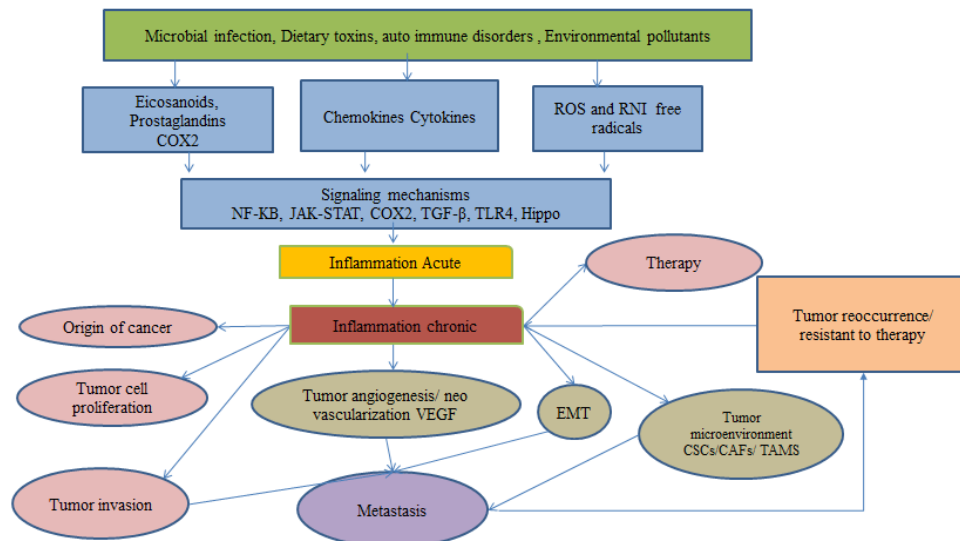 Microbial infection, Dietary toxins, auto immune disorders , Environmental pollutants
Eicosanoids,
Prostaglandins
COX2
Chemokines Cytokines
ROS and RNI free
radicals
Signaling mechanisms
NF-KB, JAK-STAT, COX2, TGF-β, TLR4, Hippo
Inflammation Acute
Therapy
Origin of cancer
Inflammation chronic
Tumor reoccurrence/
resistant to therapy
Tumor cell
proliferation
Tumor angiogenesis/ neo
vascularization VEGF
EMT
Tumor
microenvironment
CSCs/CAFs/ TAMS
Tumor invasion
Metastasis